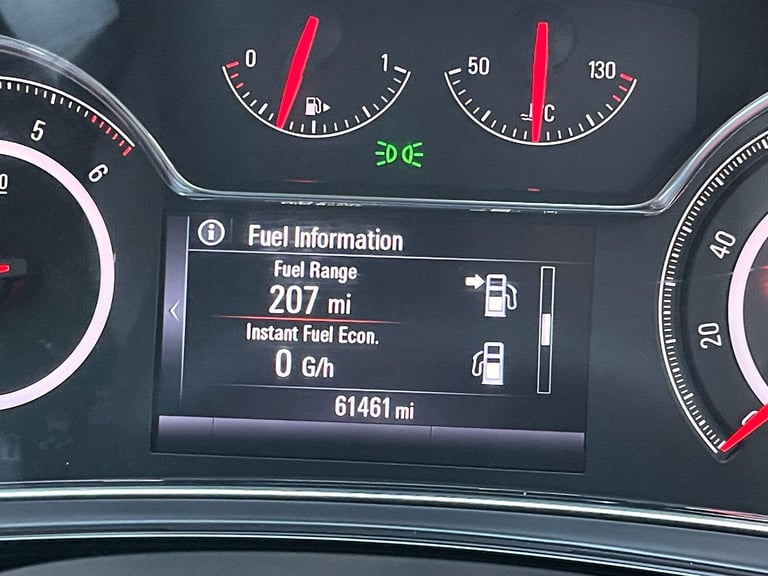 0 1
50 130
C
5
6
Fuel Information
Fuel Range
207 mi
Instant Fuel Econ.
0 G/h
61461 mi
40
20